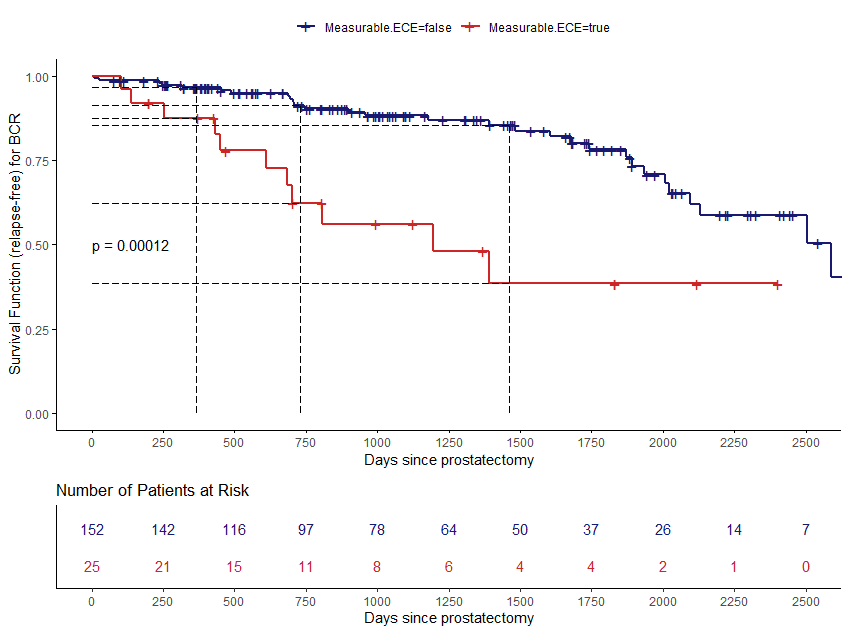 Measurable.ECE=false Measurable.ECE=true
Survival Function (relapse-free) for BCR
1.00
0.75
0.50
0.25
0.00
p = 0.00012
0 250 500 750 1000 1250 1500 1750 2000 2250 2500
Days since prostatectomy
Number of Patients at Risk
152 142 116 97 78 64 50 37 26 14 7
25 21 15 11 8 6 4 4 2 1 0
0 250 500 750 1000 1250 1500 1750 2000 2250 2500
Days since prostatectomy